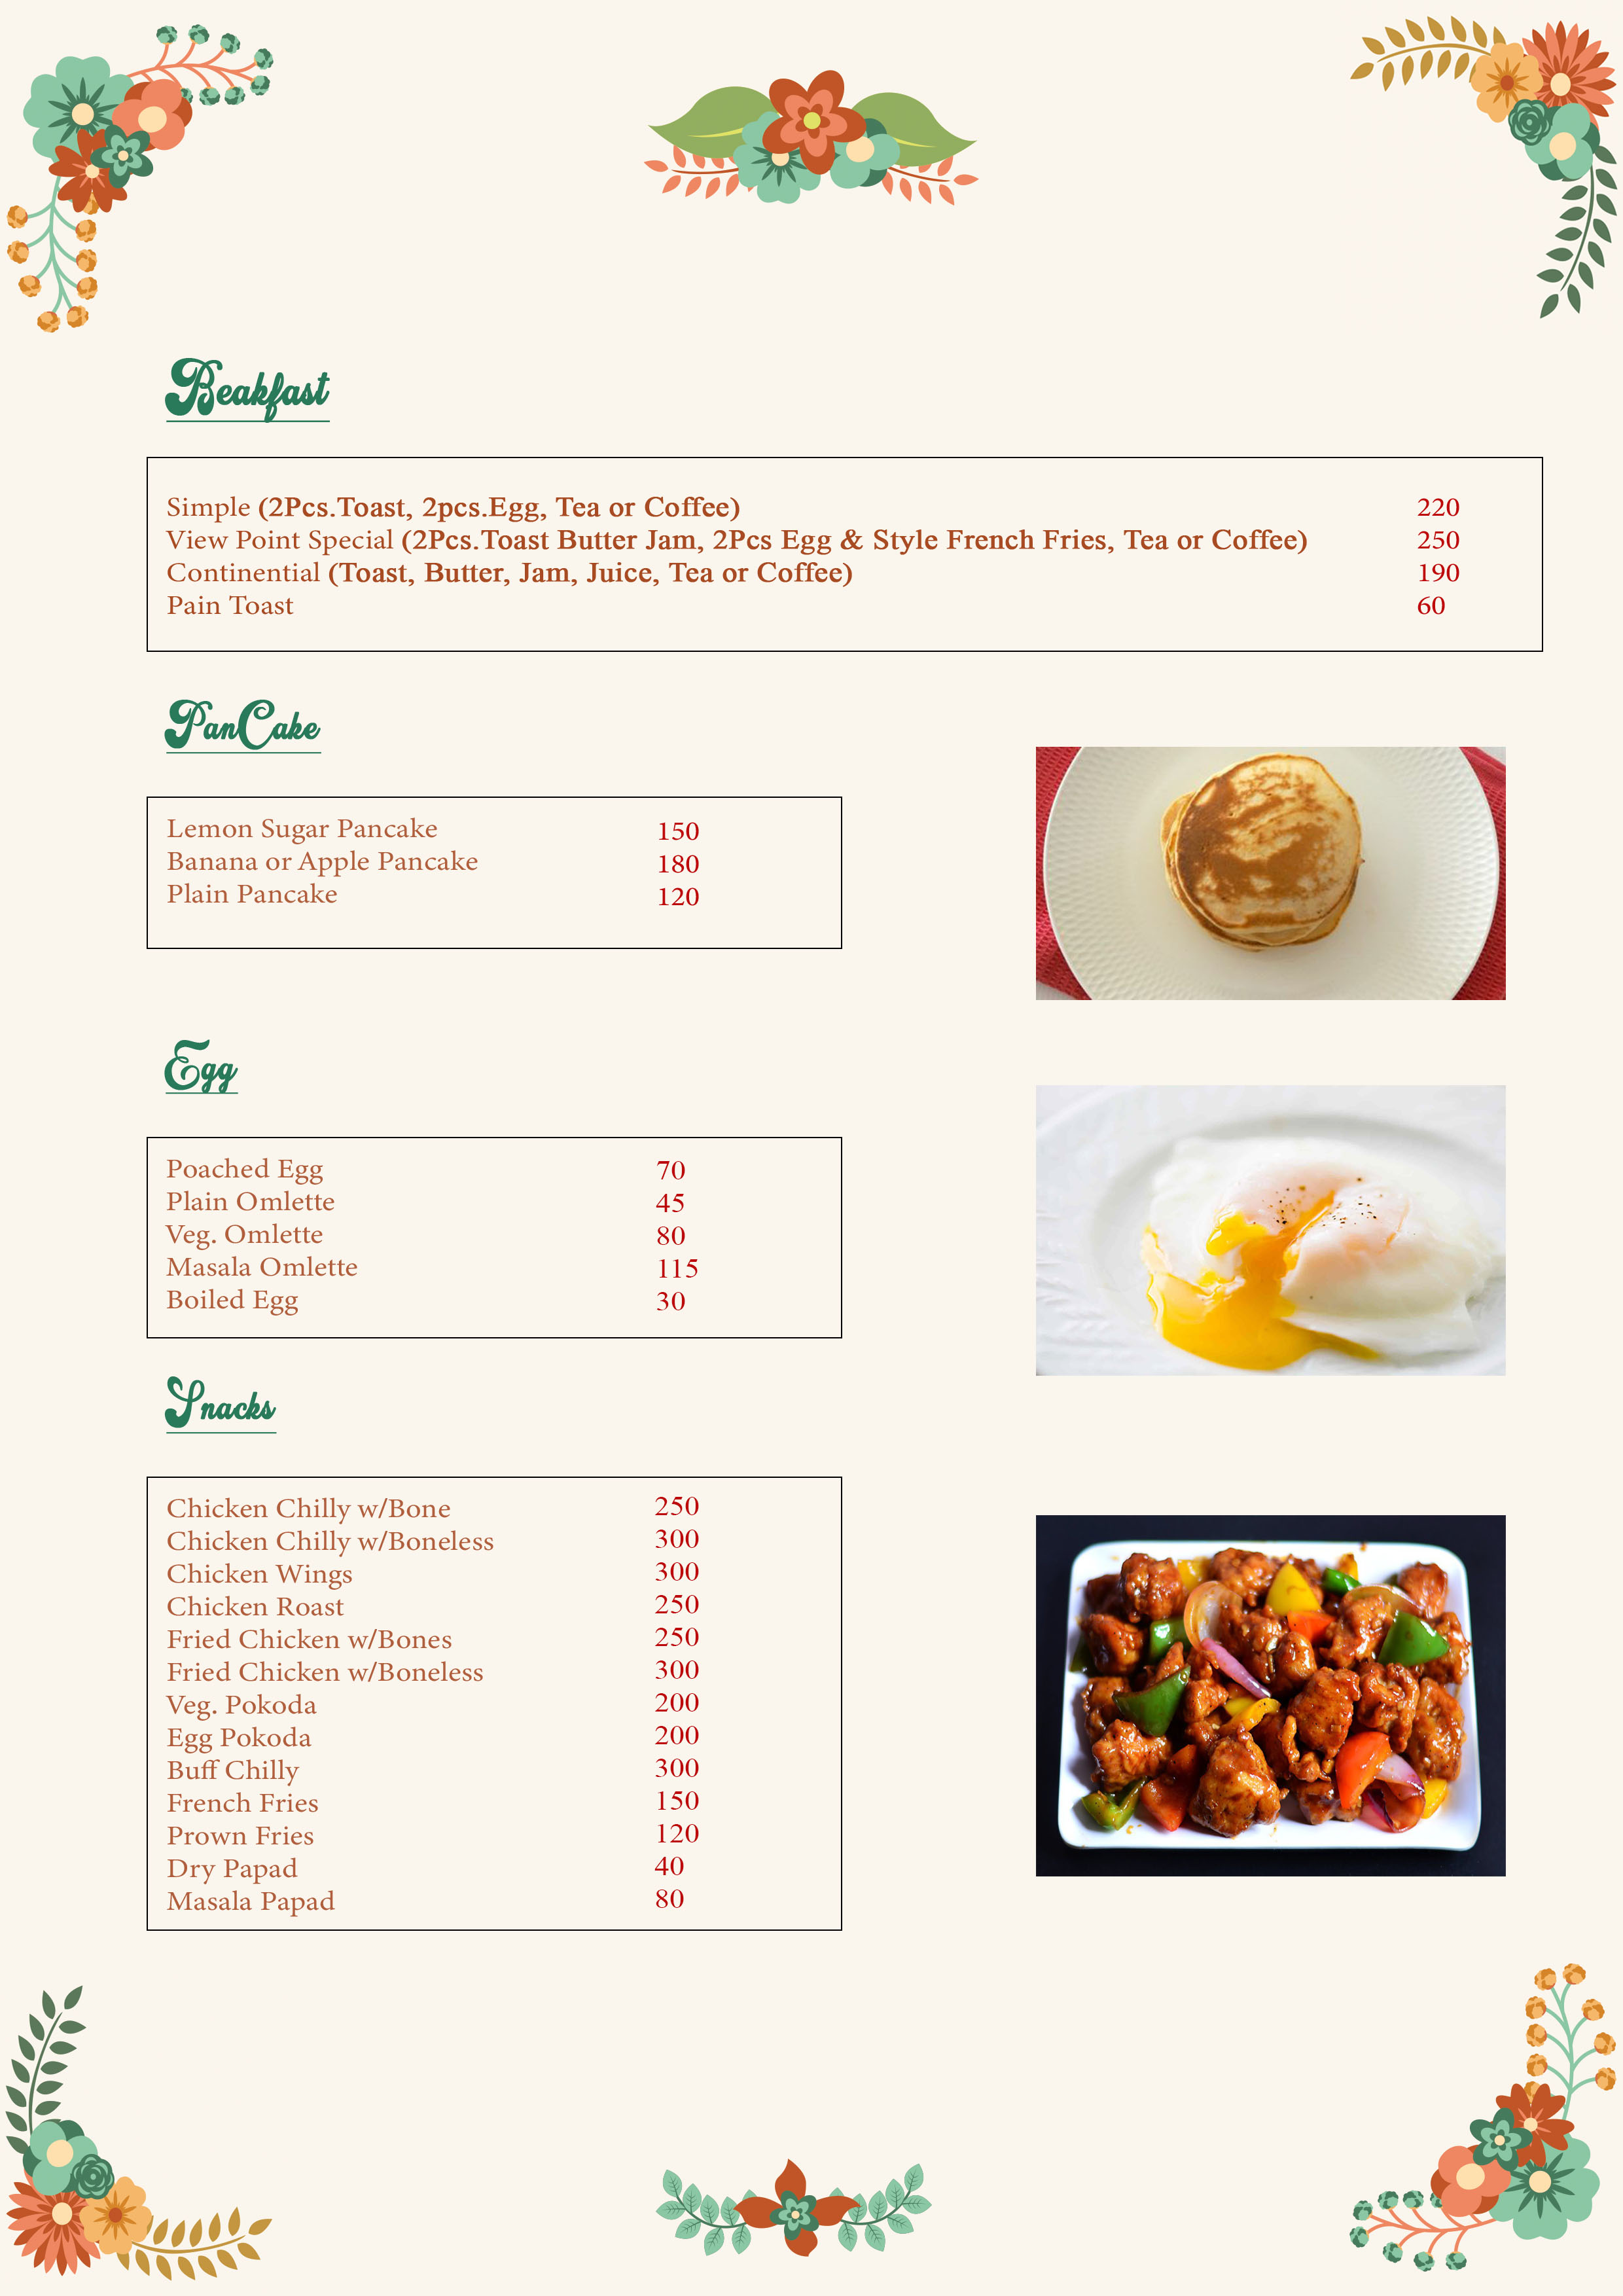 Beakfast
Simple (2Pcs.Toast, 2pcs.Egg, Tea or Coffee) 220
View Point Special (2Pcs.Toast Butter Jam, 2Pcs Egg & Style French Fries, Tea or Coffee) 250
Continential (Toast, Butter, Jam, Juice, Tea or Coffee) 190
Pain Toast 60
PanCake
Lemon Sugar Pancake 150
Banana or Apple Pancake 180
Plain Pancake 120
Egg
Poached Egg 70
Plain Omlette 45
Veg. Omlette 80
Masala Omlette 115
Boiled Egg 30
Snacks
Chicken Chilly w/Bone 250
Chicken Chilly w/Boneless 300
Chicken Wings 300
Chicken Roast 250
Fried Chicken w/Bones 250
Fried Chicken w/Boneless 300
Veg. Pokoda 200
Egg Pokoda 200
Buff Chilly 300
French Fries 150
Prown Fries 120
Dry Papad 40
Masala Papad 80